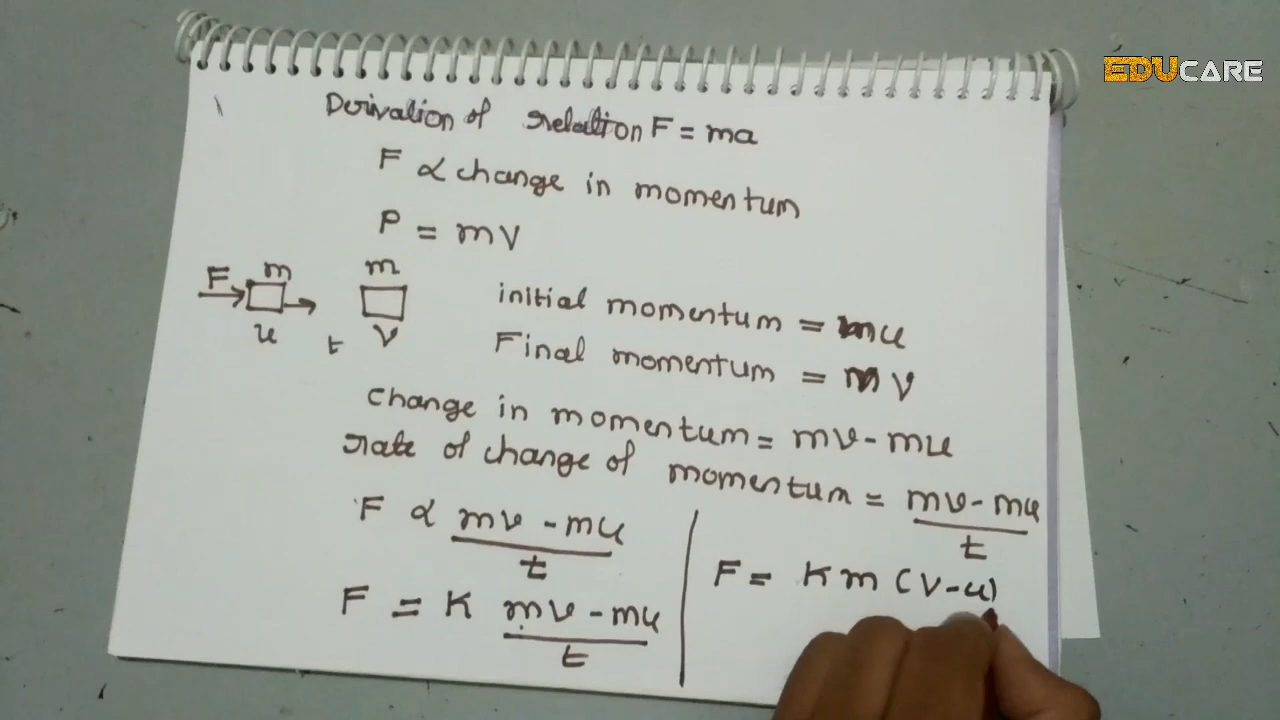 EDUCARE
Derivation of relation F = ma
F ∝ change in momentum
P = mv
F m m
u t v
initial momentum = mu
Final momentum = mv
change in momentum = mv - mu
rate of change of momentum = mv - mu / t
F ∝ mv - mu / t
F = K mv - mu / t
F = Km (v-u)